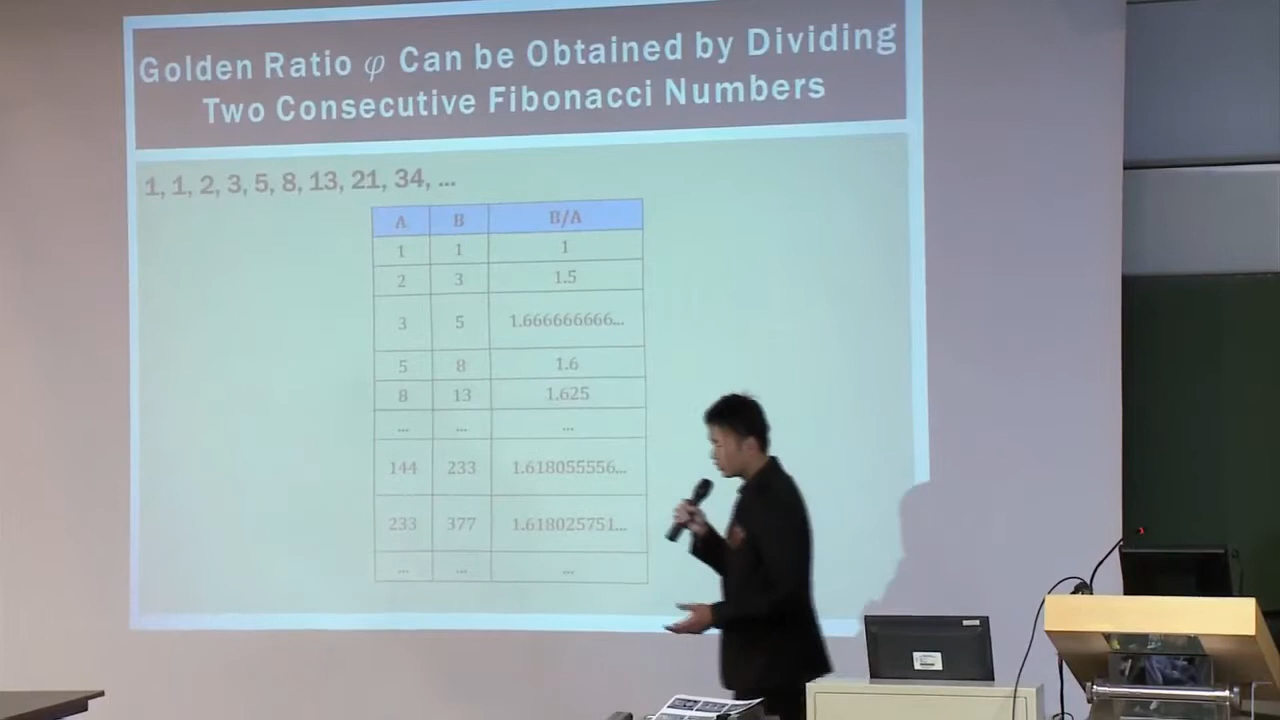 Golden Ratio φ Can be Obtained by Dividing
Two Consecutive Fibonacci Numbers
1, 1, 2, 3, 5, 8, 13, 21, 34, ...
A B B/A
1 1 1
2 3 1.5
3 5 1.666666666...
5 8 1.6
8 13 1.625
... ... ...
144 233 1.618055556...
233 377 1.618025751...
... ... ...